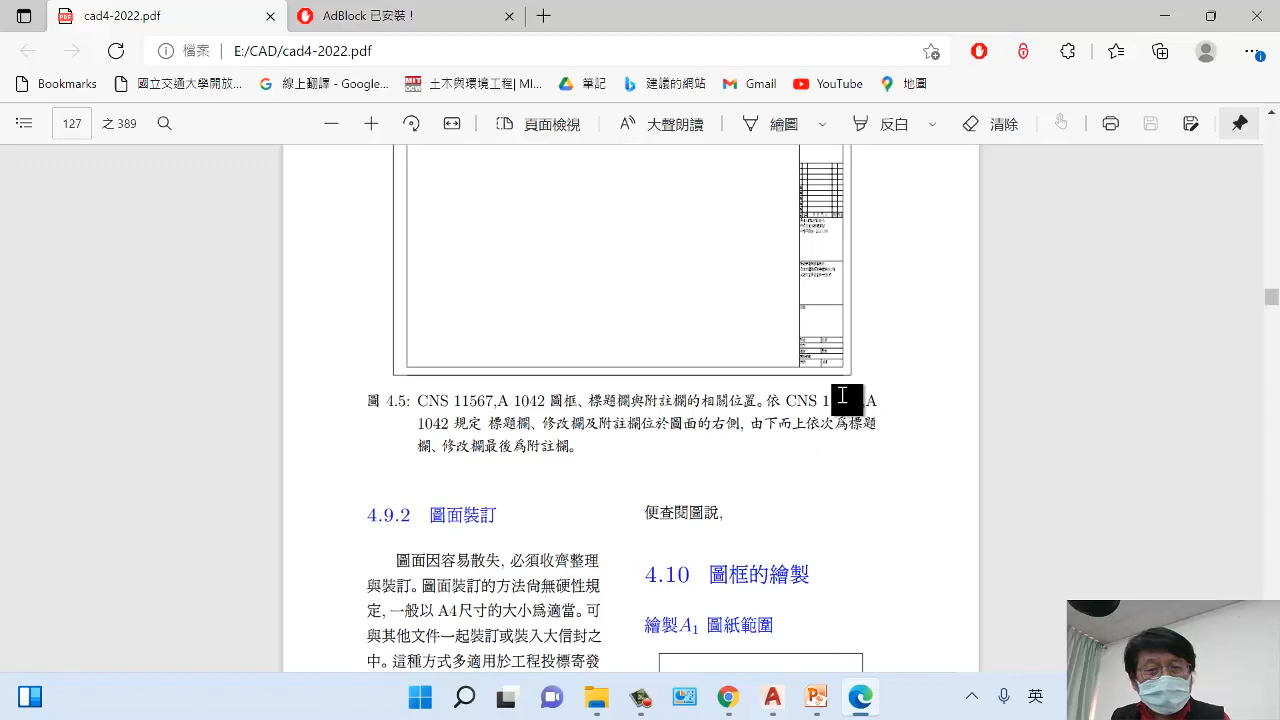 cad4-2022.pdf
AdBlock 已安裝！
檔案 E:/CAD/cad4-2022.pdf
Bookmarks 國立交通大學開放... 線上翻譯 - Google... 土木與環境工程| MI... 筆記 建議的網站 Gmail YouTube 地圖
127 之 389 頁面檢視 大聲朗讀 繪圖 反白 清除
圖 4.5: CNS 11567,A 1042 圖框、標題欄與附註欄的相關位置。依 CNS 1 A
1042 規定 標題欄、修改欄及附註欄位於圖面的右側, 由下而上依次爲標題
欄、修改欄最後爲附註欄。
4.9.2 圖面裝訂
圖面因容易散失, 必須收齊整理
與裝訂。圖面裝訂的方法尙無硬性規
定, 一般以 A4尺寸的大小爲適當。可
與其他文件一起裝訂或裝入大信封之
中。這種方式多適用於工程投標寄發
便查閱圖說,
4.10 圖框的繪製
繪製A1 圖紙範圍
英